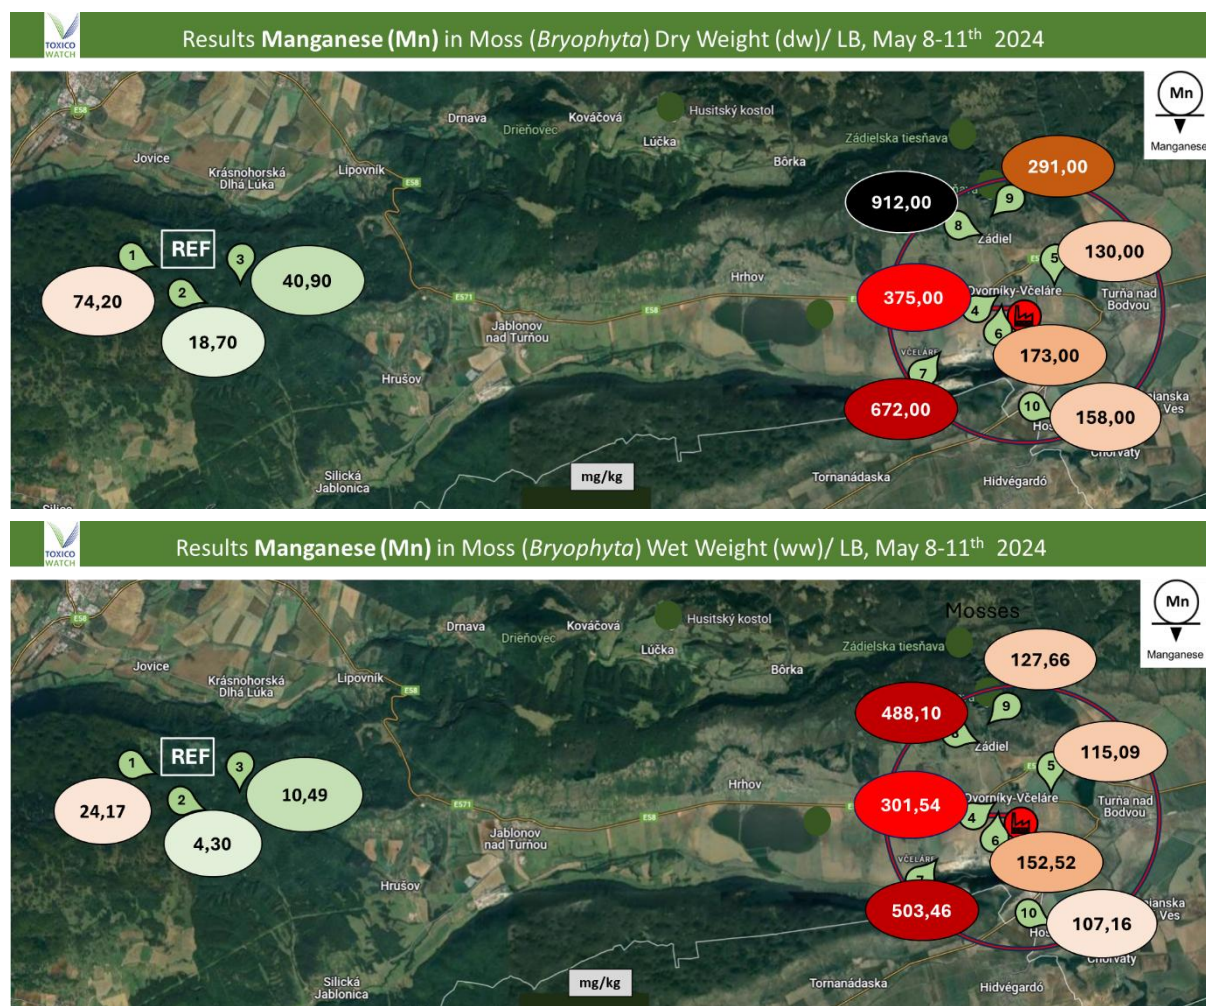 TOXICO
WATCH
Results Manganese (Mn) in Moss (Bryophyta) Dry Weight (dw)/ LB, May 8-11th 2024
Mn
Manganese
E58
Drnava
Kováčová
Husitský kostol
Drieňovec
Lúčka
Zádielska tiesňava
Jovice
Krásnohorská
Dlhá Lúka
Lipovník
Bôrka
E58
291,00
912,00
9
8
Zádiel
REF
1
3
2
40,90
74,20
18,70
Hrhov
5
130,00
375,00
Dvorníky-Včeláre
Turňa nad
Bodvou
4
6
E571
E58
Jablonov
nad Turňou
VČELÁRE
173,00
7
Hrušov
672,00
10
158,00
Silická
Jablonica
mg/kg
Tornanádaska
Hidvégardó
TOXICO
WATCH
Results Manganese (Mn) in Moss (Bryophyta) Wet Weight (ww)/ LB, May 8-11th 2024
Mn
Manganese
E58
Mosses
Drnava
Kováčová
Husitský kostol
Drieňovec
Lúčka
Zádielska tiesňava
127,66
Jovice
Krásnohorská
Dlhá Lúka
Lipovník
Bôrka
E58
488,10
9
Zádiel
REF
1
3
2
10,49
24,17
4,30
Hrhov
5
115,09
301,54
Dvorníky-Včeláre
Turňa nad
Bodvou
4
6
E571
E58
Jablonov
nad Turňou
VČELÁRE
152,52
7
Hrušov
503,46
10
107,16
Silická
Jablonica
mg/kg
Tornanádaska
Hidvégardó